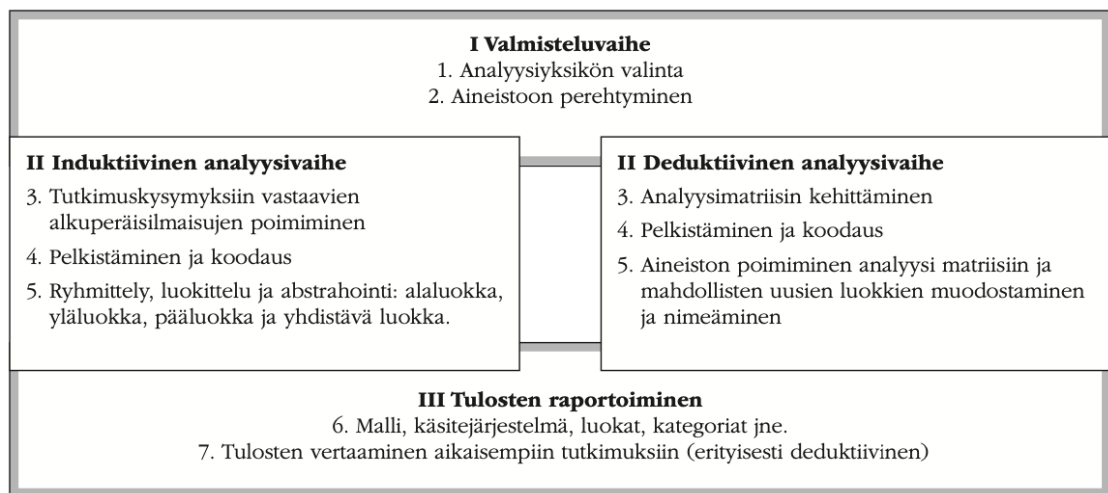 I Valmisteluvaihe
1. Analyysiyksikön valinta
2. Aineistoon perehtyminen
II Induktiivinen analyysivaihe
3. Tutkimuskysymyksiin vastaavien
alkuperäisilmaisujen poimiminen
4. Pelkistäminen ja koodaus
5. Ryhmittely, luokittelu ja abstrahointi: alaluokka,
yläluokka, pääluokka ja yhdistävä luokka.
II Deduktiivinen analyysivaihe
3. Analyysimatriisin kehittäminen
4. Pelkistäminen ja koodaus
5. Aineiston poimiminen analyysi matriisiin ja
mahdollisten uusien luokkien muodostaminen
ja nimeäminen
III Tulosten raportoiminen
6. Malli, käsitejärjestelmä, luokat, kategoriat jne.
7. Tulosten vertaaminen aikaisempiin tutkimuksiin (erityisesti deduktiivinen)